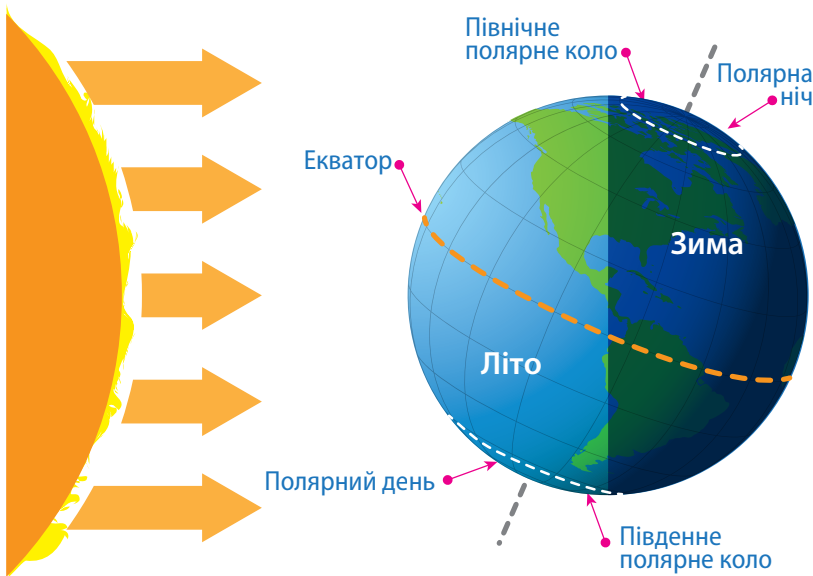 Північне
полярне коло
Полярна
ніч
Екватор
Зима
Літо
Полярний день
Південне
полярне коло